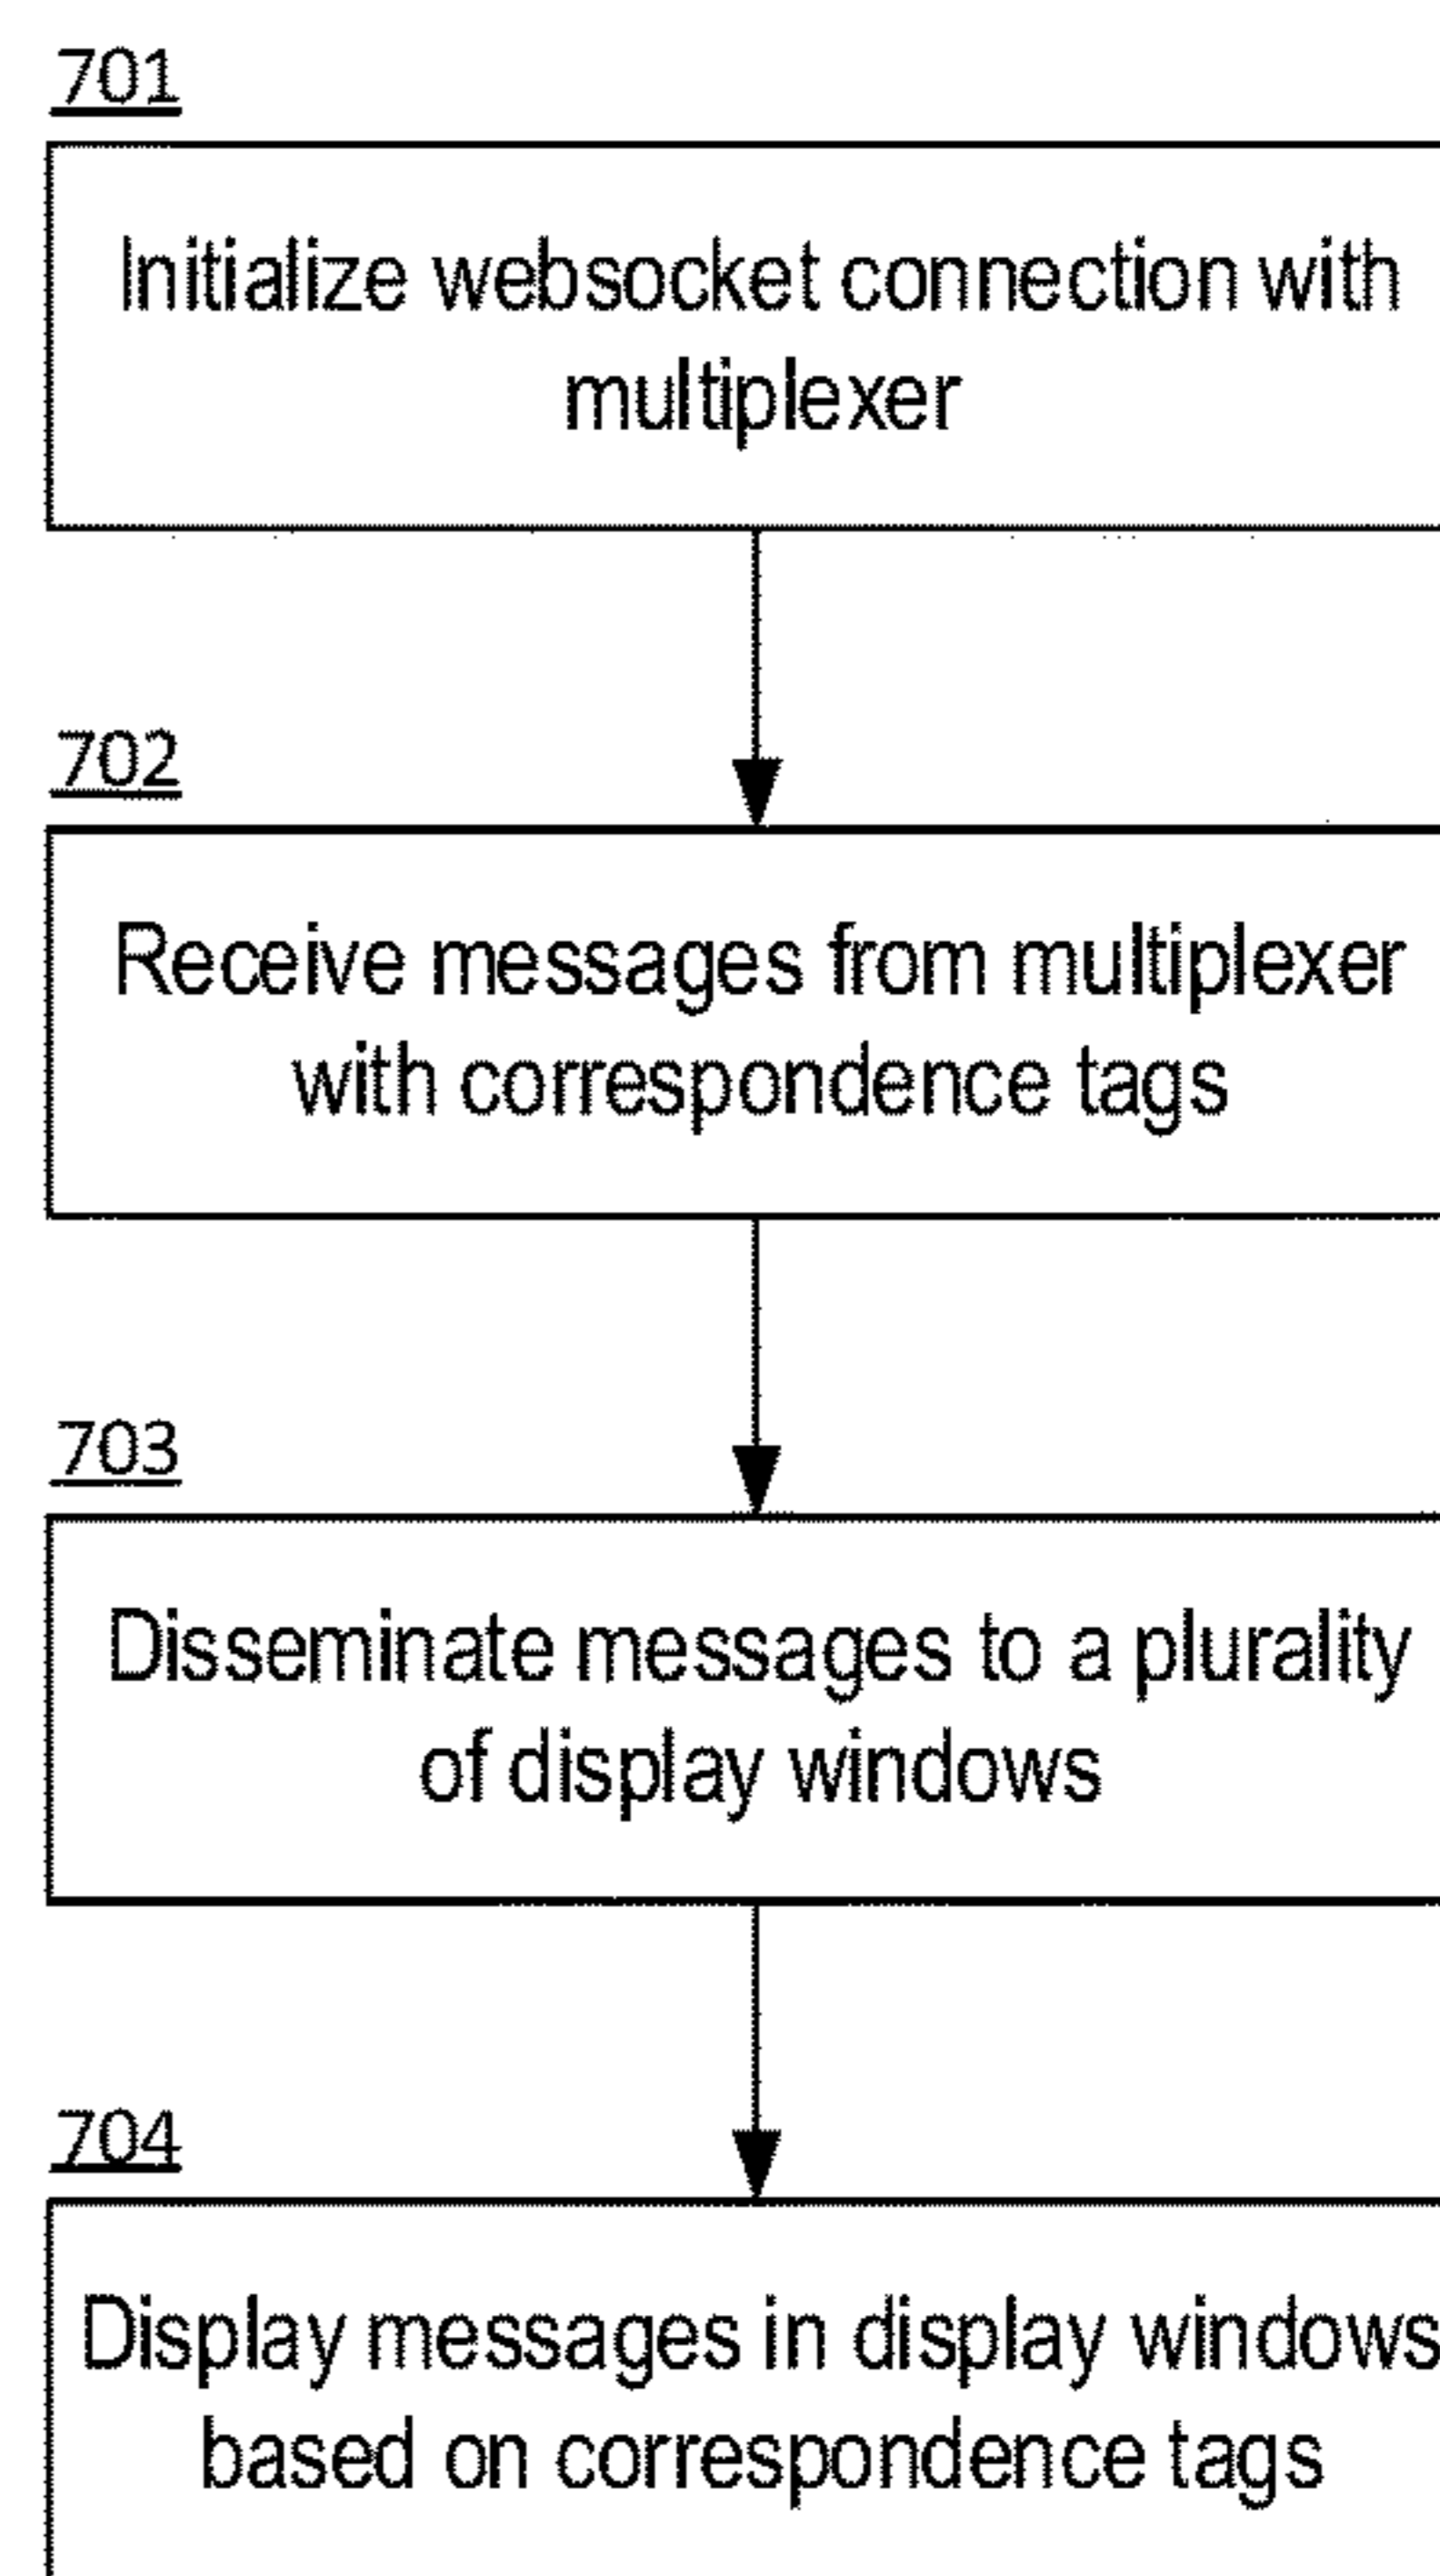 701
Initialize websocket connection with
multiplexer
702
Receive messages from multiplexer
with correspondence tags
703
Disseminate messages to a plurality
of display windows
704
Display messages in display windows
based on correspondence tags